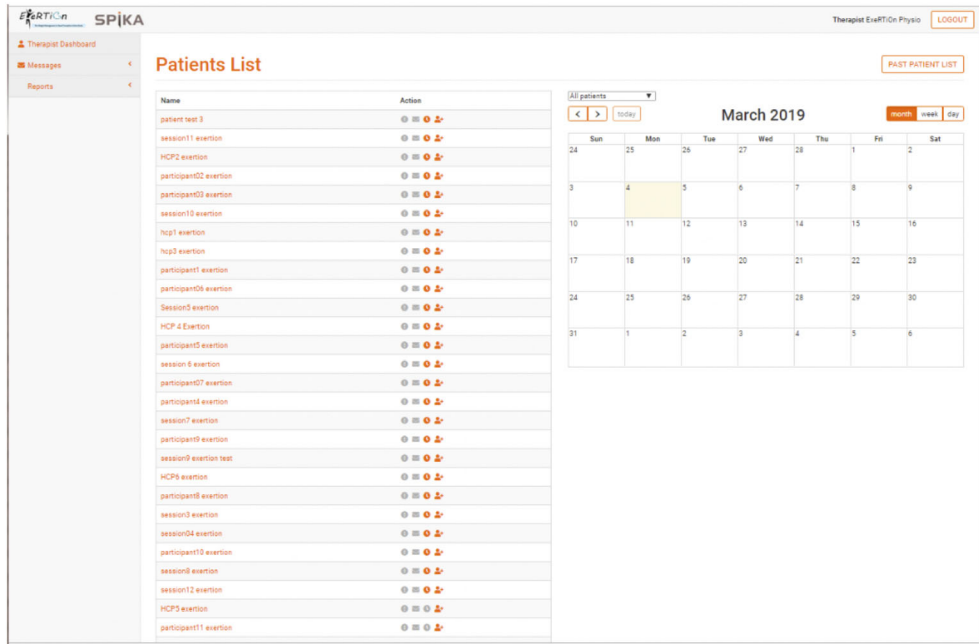 ExeRTiOn SPIKA
Therapist ExeRTiOn Physio LOGOUT
Therapist Dashboard
Messages
Reports
Patients List
PAST PATIENT LIST
Name Action
patient test 3
session11 exertion
HCP2 exertion
participant02 exertion
participant03 exertion
session10 exertion
hcp1 exertion
hcp3 exertion
participant1 exertion
participant06 exertion
Session5 exertion
HCP 4 Exertion
participant5 exertion
session 6 exertion
participant07 exertion
participant4 exertion
session7 exertion
participant9 exertion
session9 exertion test
HCP6 exertion
participant8 exertion
session3 exertion
session04 exertion
participant10 exertion
session8 exertion
session12 exertion
HCP5 exertion
participant11 exertion
All patients
today March 2019 month week day
Sun Mon Tue Wed Thu Fri Sat
24 25 26 27 28 1 2
3 4 5 6 7 8 9
10 11 12 13 14 15 16
17 18 19 20 21 22 23
24 25 26 27 28 29 30
31 1 2 3 4 5 6